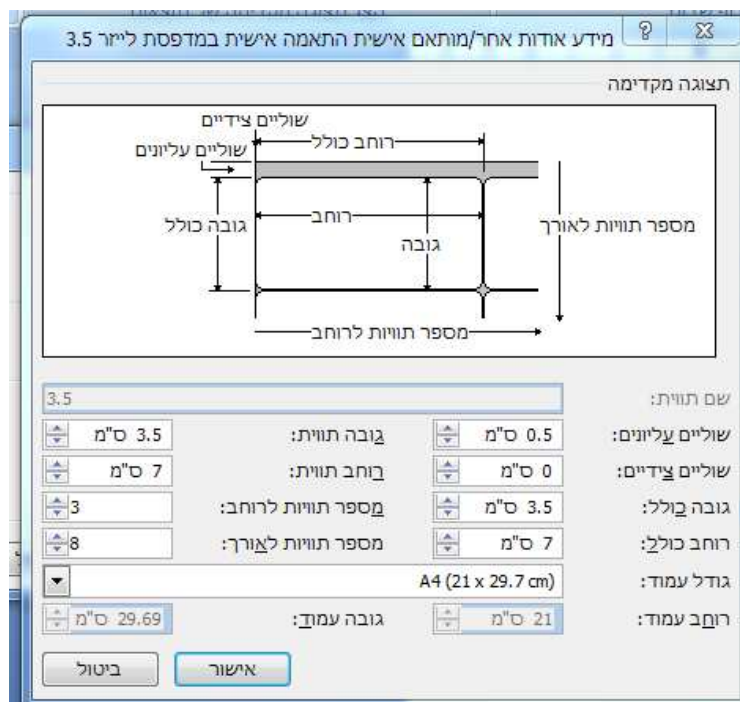 מידע אודות אחר/מותאם אישית התאמה אישית במדפסת לייזר 3.5
תצוגה מקדימה
שוליים צידיים
רוחב כולל
שוליים עליונים
רוחב
גובה כולל
גובה
מספר תוויות לאורך
מספר תוויות לרוחב
שם תווית: 3.5
שוליים עליונים: 0.5 ס"מ גובה תווית: 3.5 ס"מ
שוליים צידיים: 0 ס"מ רוחב תווית: 7 ס"מ
גובה כולל: 3.5 ס"מ מספר תוויות לרוחב: 3
רוחב כולל: 7 ס"מ מספר תוויות לאורך: 8
גודל עמוד: A4 (21 x 29.7 cm)
רוחב עמוד: 21 ס"מ גובה עמוד: 29.69 ס"מ
אישור ביטול